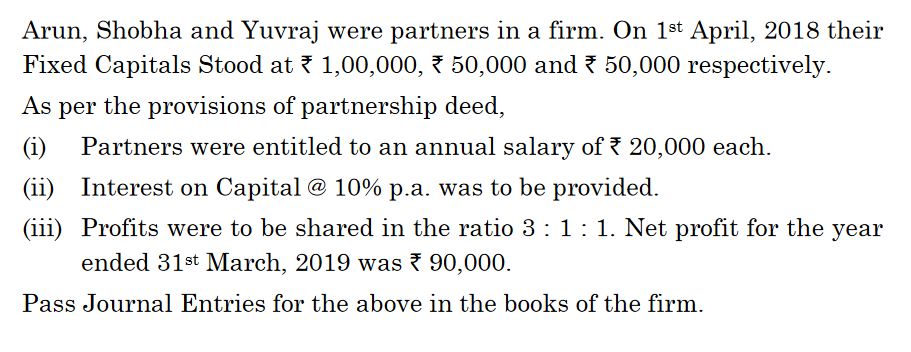 Arun, Shobha and Yuvraj were partners in a firm. On 1st April, 2018 their
Fixed Capitals Stood at ₹ 1,00,000, ₹ 50,000 and ₹ 50,000 respectively.
As per the provisions of partnership deed,
(i) Partners were entitled to an annual salary of ₹ 20,000 each.
(ii) Interest on Capital @ 10% p.a. was to be provided.
(iii) Profits were to be shared in the ratio 3 : 1 : 1. Net profit for the year
ended 31st March, 2019 was ₹ 90,000.
Pass Journal Entries for the above in the books of the firm.